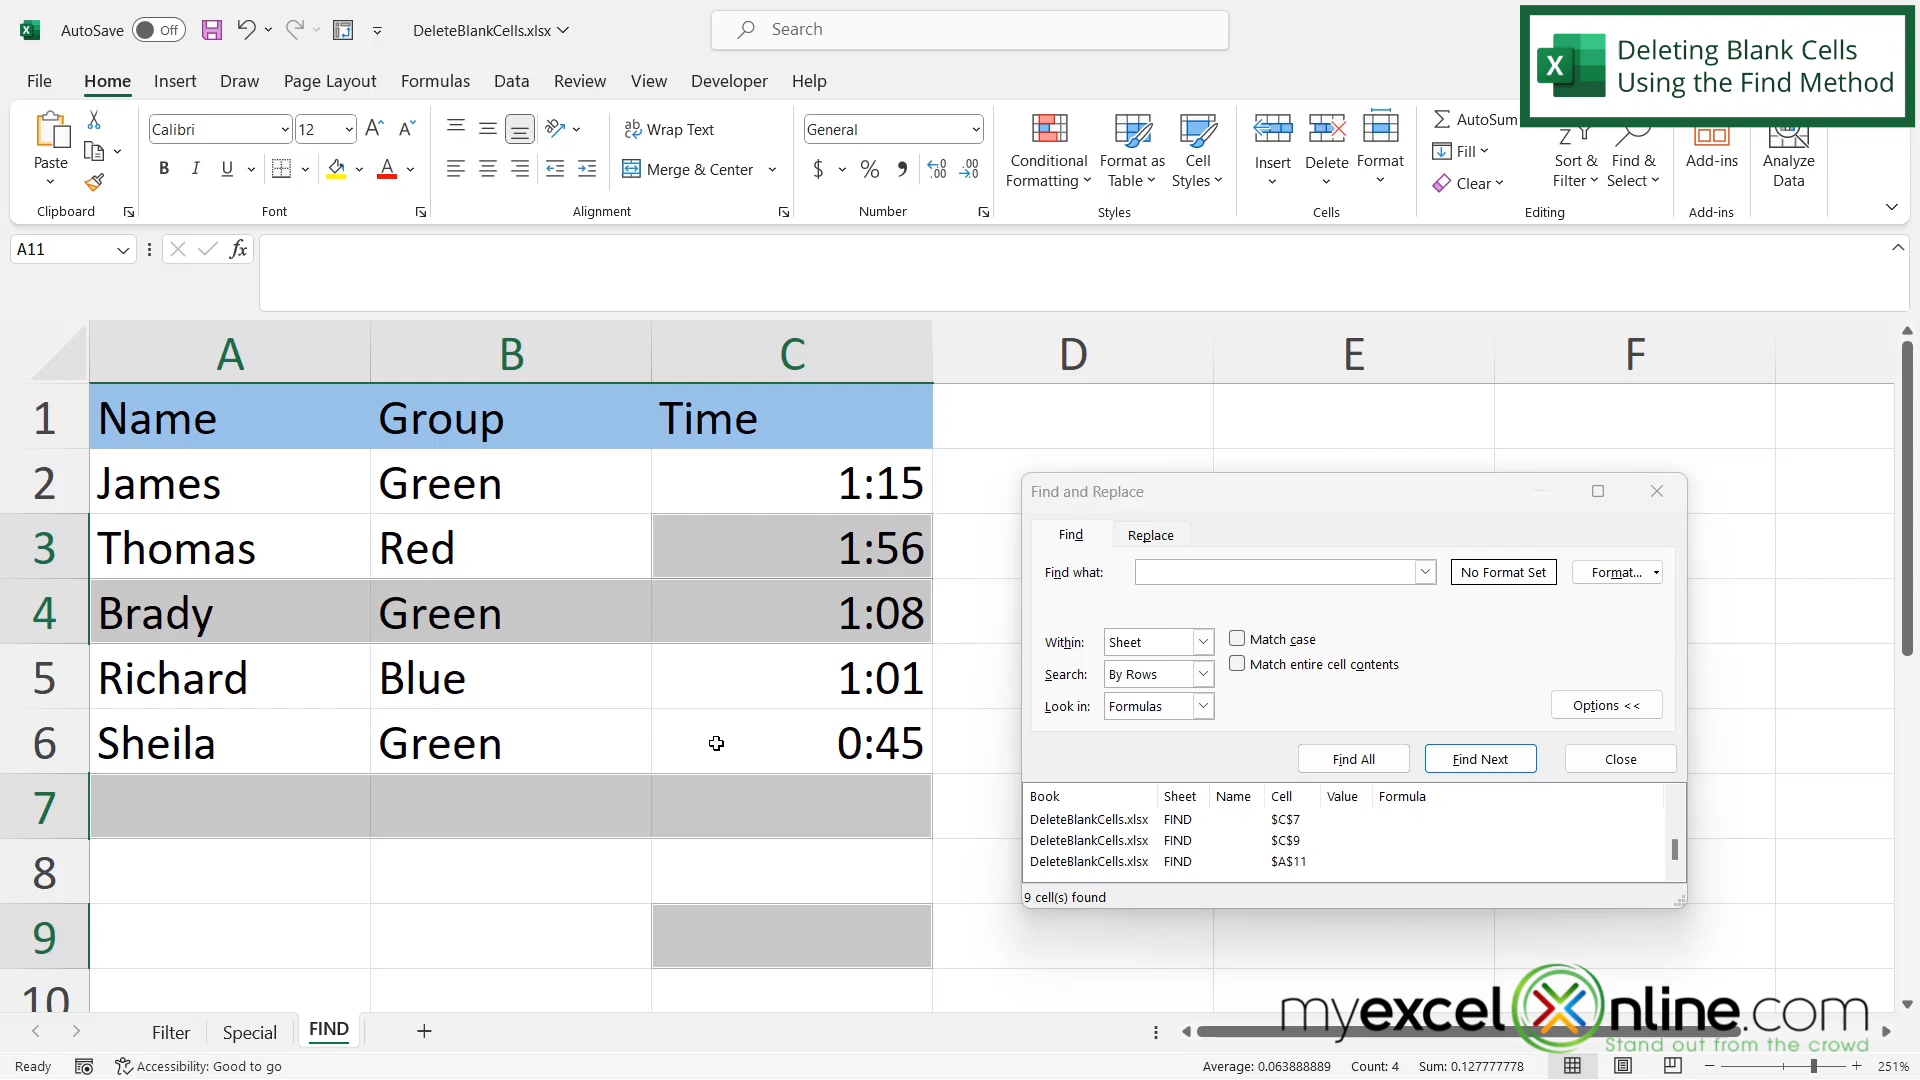 AutoSave Off DeleteBlankCells.xlsx Search
Deleting Blank Cells
Using the Find Method
File Home Insert Draw Page Layout Formulas Data Review View Developer Help
Paste
Clipboard
Calibri 12
B I U
Font
Wrap Text
Merge & Center
Alignment
General
$ %
Number
Conditional
Formatting
Format as
Table
Cell
Styles
Styles
Insert Delete Format
Cells
AutoSum
Fill
Clear
Sort &
Filter
Find &
Select
Editing
Add-ins
Add-ins
Analyze
Data
A11 fx
A B C D E F
1 Name Group Time
2 James Green 1:15
3 Thomas Red 1:56
4 Brady Green 1:08
5 Richard Blue 1:01
6 Sheila Green 0:45
7
8
9
10
Find and Replace
Find Replace
Find what: No Format Set Format...
Within: Sheet Match case
Match entire cell contents
Search: By Rows
Look in: Formulas
Options <<
Find All Find Next Close
Book Sheet Name Cell Value Formula
DeleteBlankCells.xlsx FIND $C$7
DeleteBlankCells.xlsx FIND $C$9
DeleteBlankCells.xlsx FIND $A$11
9 cell(s) found
myexcelonline.com
Stand out from the crowd
Filter Special FIND
Ready Accessibility: Good to go Average: 0.063888889 Count: 4 Sum: 0.127777778 251%